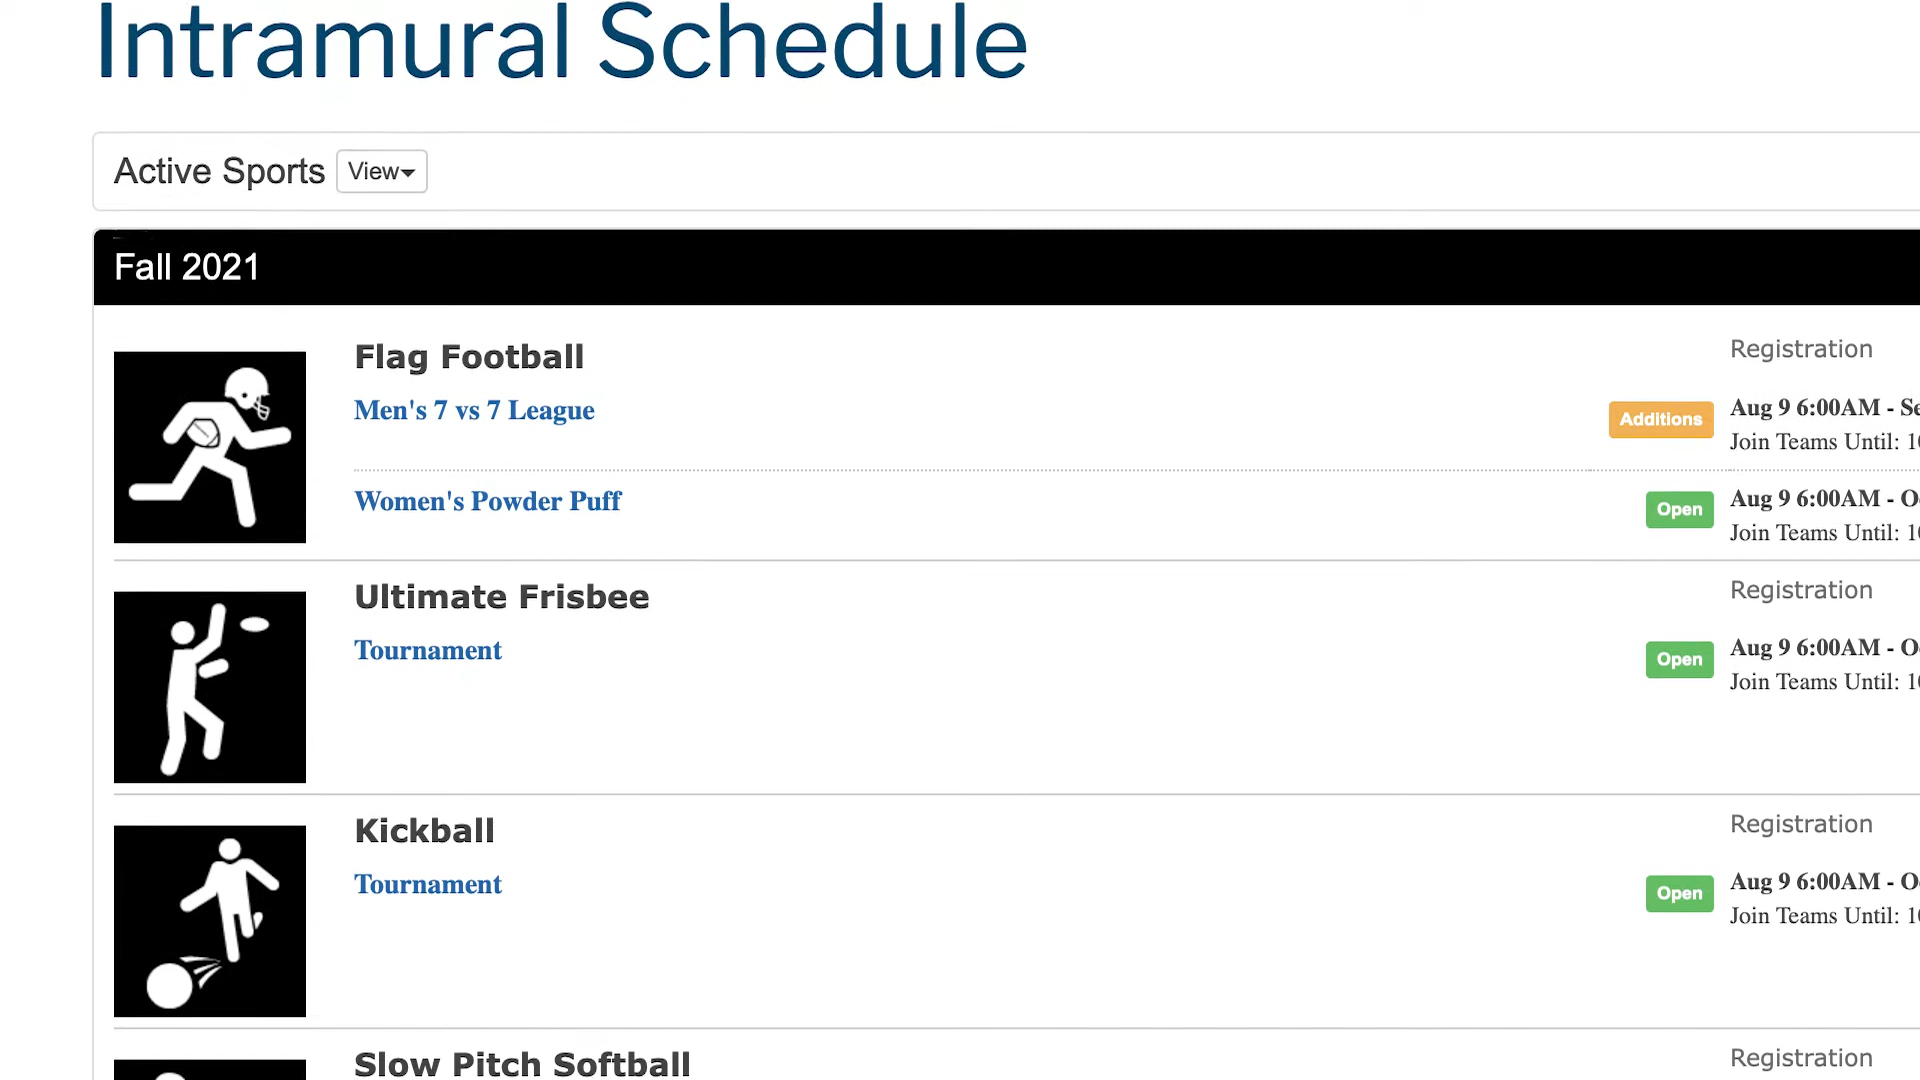 Intramural Schedule
Active Sports View
Fall 2021
Flag Football
Registration
Men's 7 vs 7 League
Additions
Aug 9 6:00AM - Se
Join Teams Until:
Women's Powder Puff
Open
Aug 9 6:00AM -
Join Teams Until:
Ultimate Frisbee
Registration
Tournament
Open
Aug 9 6:00AM -
Join Teams Until:
Kickball
Registration
Tournament
Open
Aug 9 6:00AM -
Join Teams Until:
Slow Pitch Softball
Registration